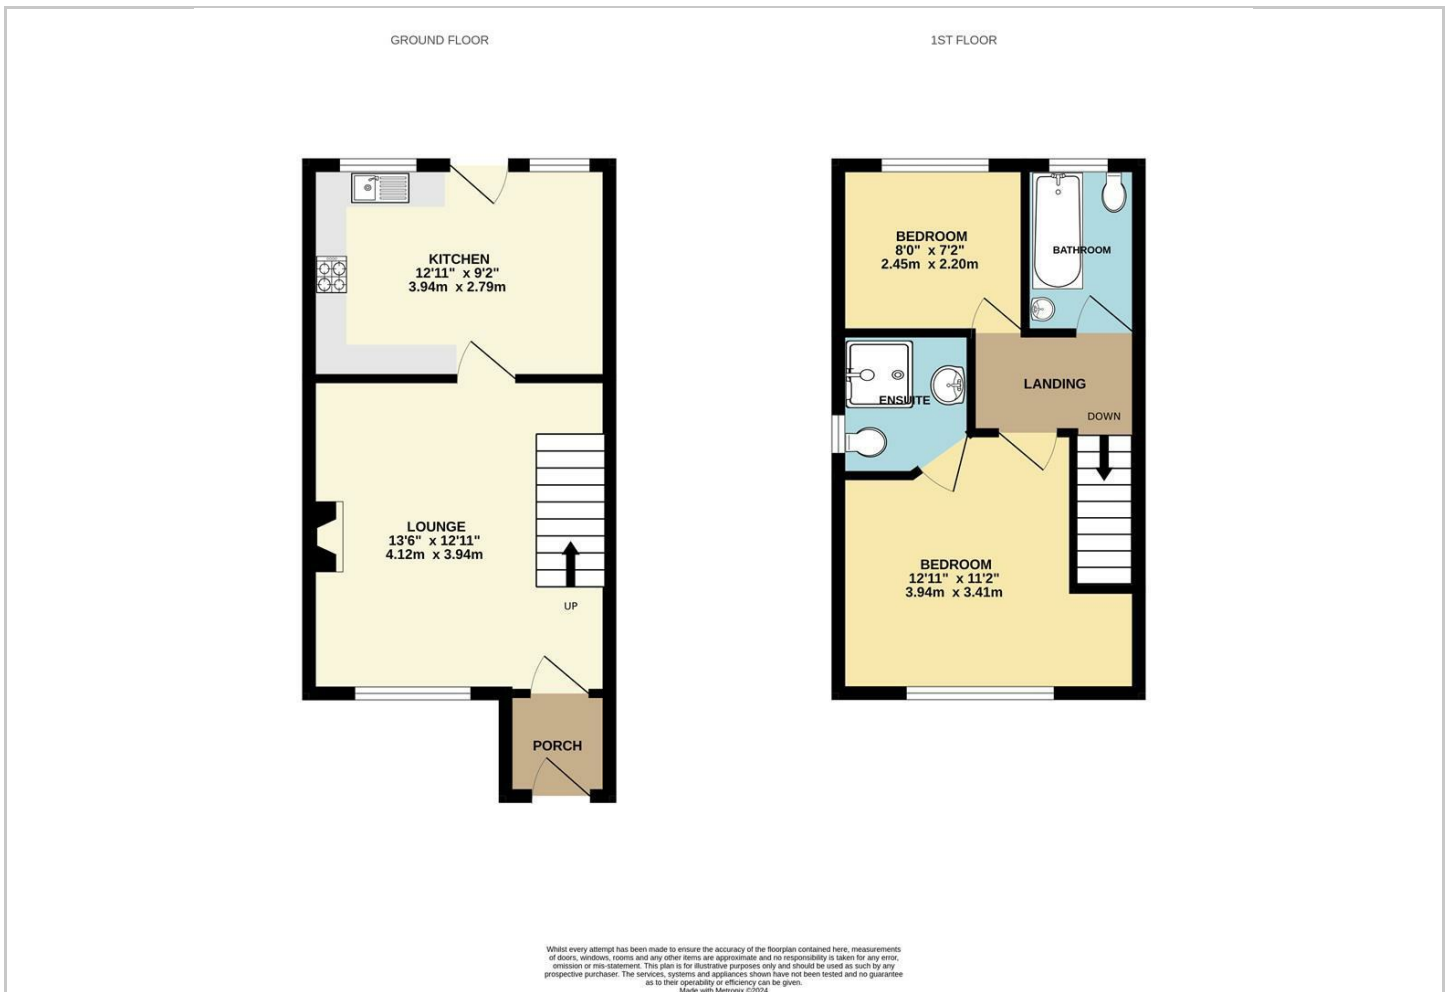 GROUND FLOOR
1ST FLOOR
KITCHEN
12'11" x 9'2"
3.94m x 2.79m
LOUNGE
13'6" x 12'11"
4.12m x 3.94m
UP
PORCH
BEDROOM
8'0" x 7'2"
2.45m x 2.20m
BATHROOM
ENSUITE
LANDING
DOWN
BEDROOM
12'11" x 11'2"
3.94m x 3.41m
Whilst every attempt has been made to ensure the accuracy of the floorplan contained here, measurements
of doors, windows, rooms and any other items are approximate and no responsibility is taken for any error,
omission or mis-statement. This plan is for illustrative purposes only and should be used as such by any
prospective purchaser. The services, systems and appliances shown have not been tested and no guarantee
as to their operability or efficiency can be given.
Made with Metropix ©2024